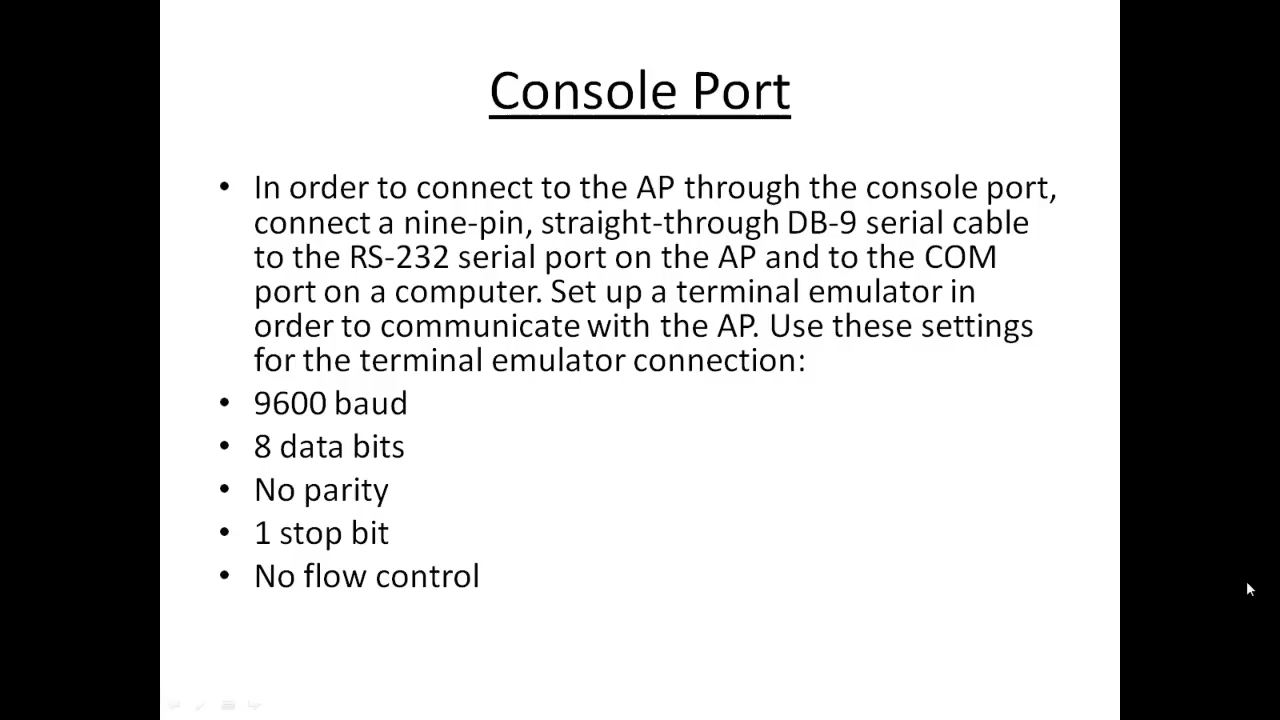 Console Port
• In order to connect to the AP through the console port,
connect a nine-pin, straight-through DB-9 serial cable
to the RS-232 serial port on the AP and to the COM
port on a computer. Set up a terminal emulator in
order to communicate with the AP. Use these settings
for the terminal emulator connection:
• 9600 baud
• 8 data bits
• No parity
• 1 stop bit
• No flow control